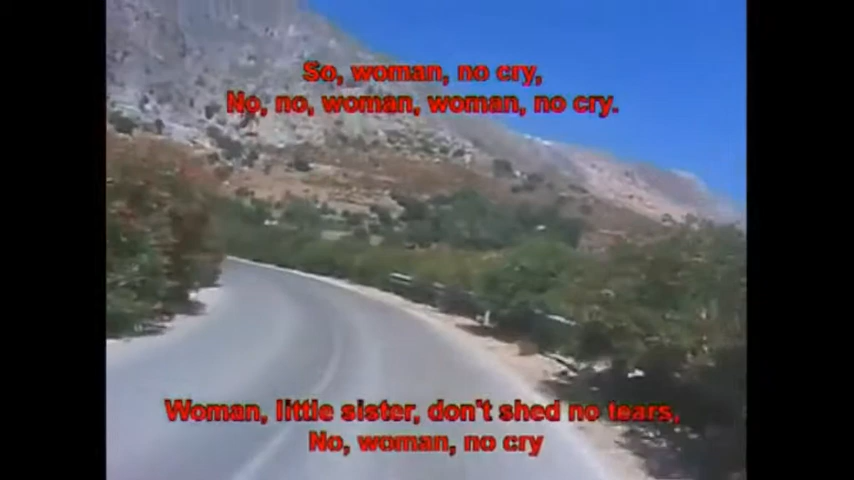 So, woman, no cry,
No, no, woman, woman, no cry.
Woman, little sister, don't shed no tears,
No, woman, no cry